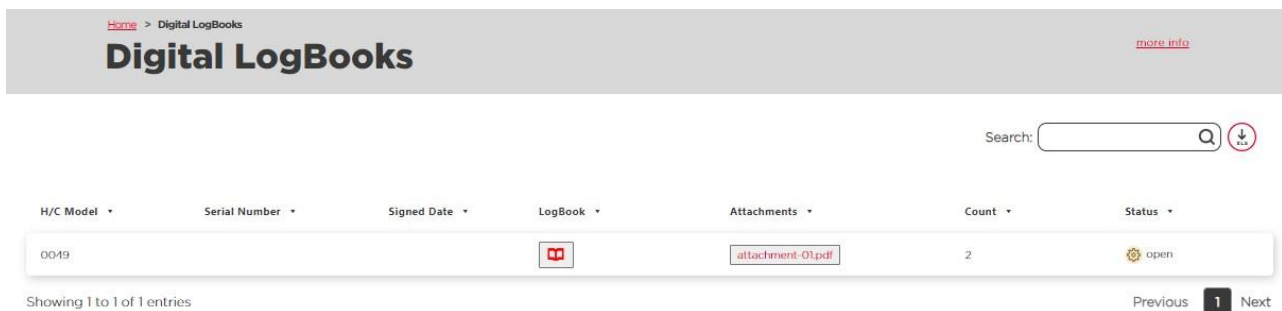 Home > Digital LogBooks
Digital LogBooks
more info
Search:
XLS
H/C Model Serial Number Signed Date LogBook Attachments Count Status
0049 attachment-01.pdf 2 open
Showing 1 to 1 of 1 entries
Previous 1 Next